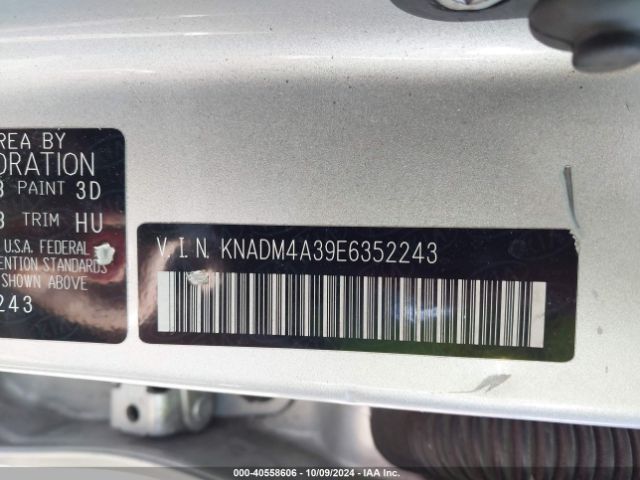 REA BY
ORATION
PAINT 3D
TRIM HU
U.S.A. FEDERAL
ENTION STANDARDS
SHOWN ABOVE
243
V.I.N. KNADM4A39E6352243
000-40558606 | 10/09/2024 | IAA Inc.